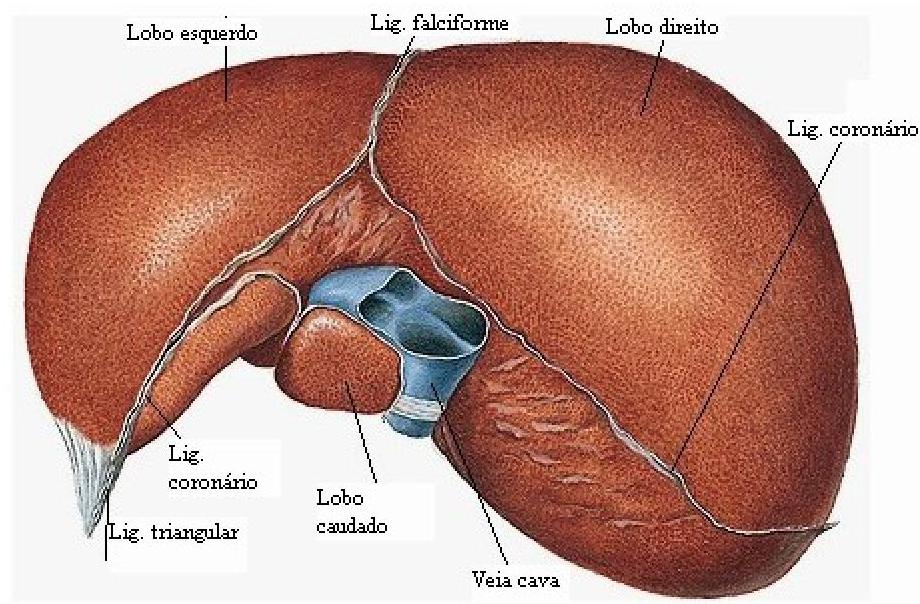 Lobo esquerdo
Lig. falciforme
Lobo direito
Lig. coronário
Lig.
coronário
Lobo
caudado
Lig. triangular
Veia cava